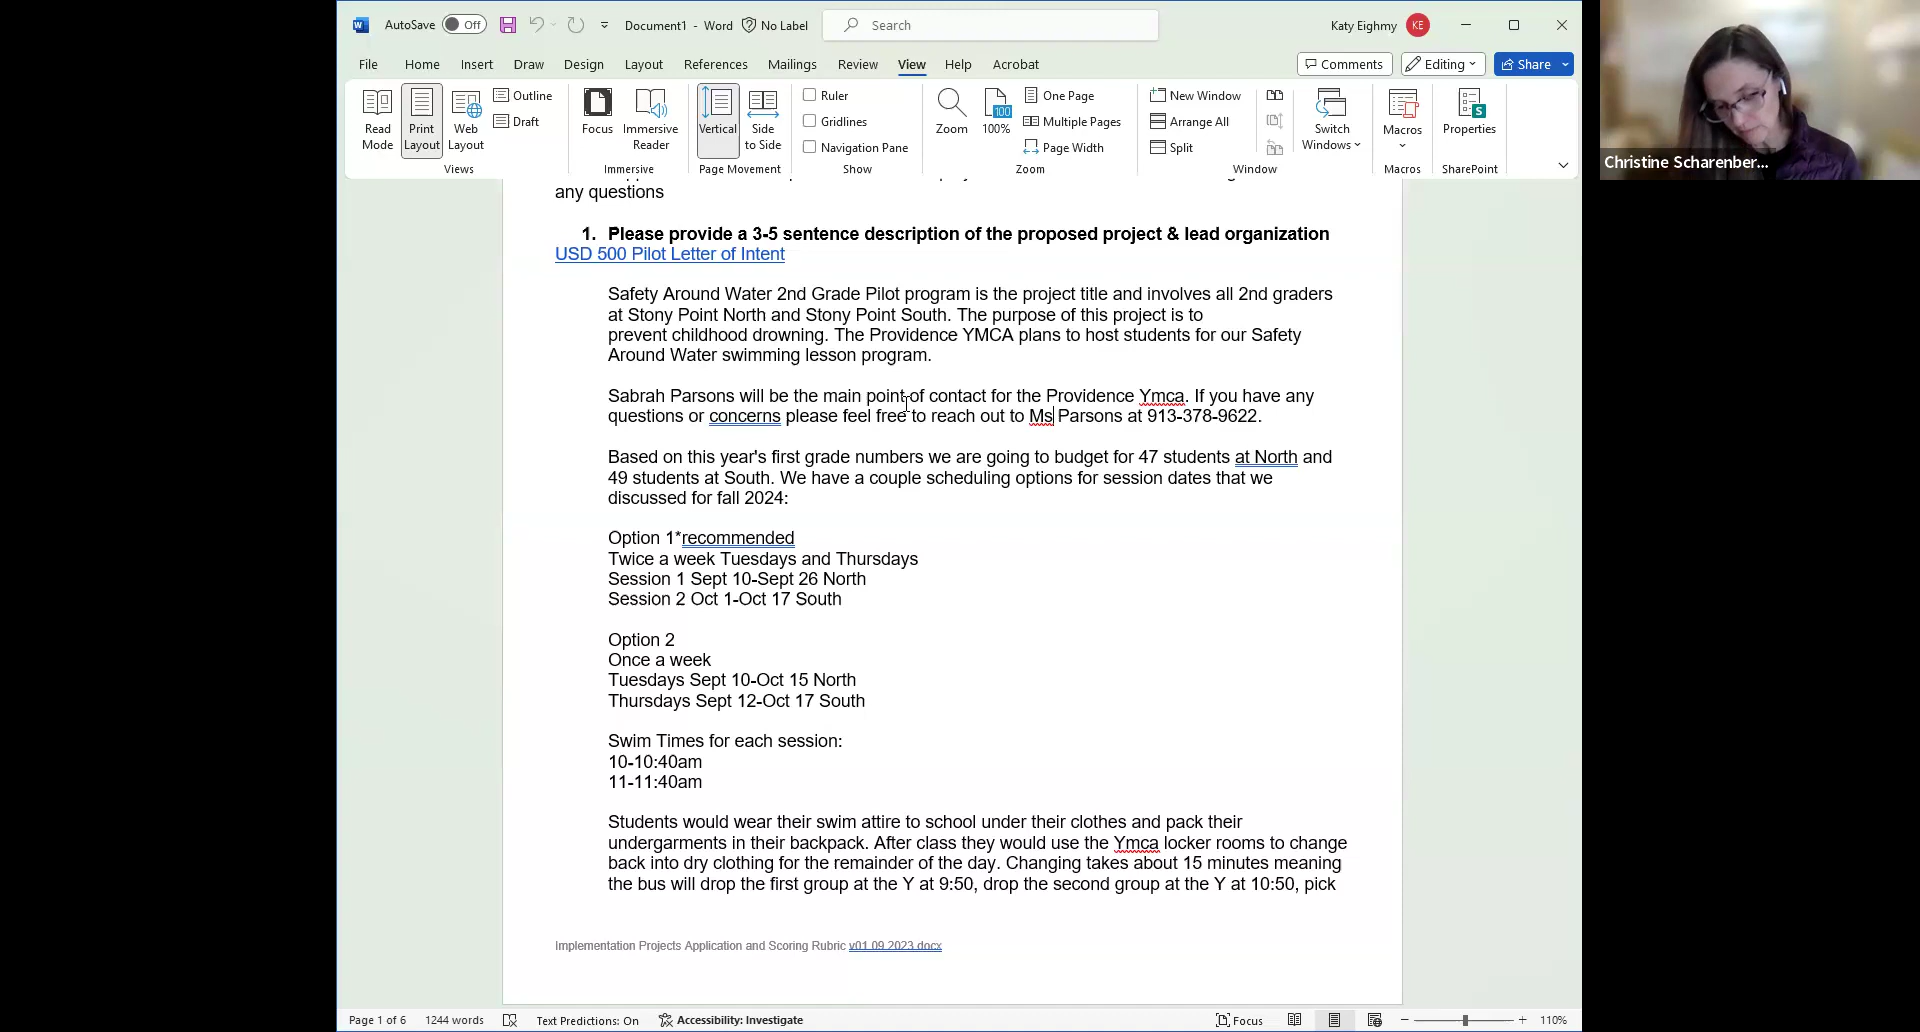 AutoSave Off Document1 - Word No Label Search Katy Eighmy KE
File Home Insert Draw Design Layout References Mailings Review View Help Acrobat Comments Editing Share
Read Mode
Print Layout
Web Layout
Outline
Draft
Views
Focus
Immersive Reader
Immersive
Vertical
Side to Side
Page Movement
Ruler
Gridlines
Navigation Pane
Show
Zoom
100
100%
One Page
Multiple Pages
Page Width
Zoom
New Window
Arrange All
Split
Switch Windows
Window
Macros
Macros
S
Properties
SharePoint
Christine Scharenber...
any questions
1. Please provide a 3-5 sentence description of the proposed project & lead organization
USD 500 Pilot Letter of Intent
Safety Around Water 2nd Grade Pilot program is the project title and involves all 2nd graders
at Stony Point North and Stony Point South. The purpose of this project is to
prevent childhood drowning. The Providence YMCA plans to host students for our Safety
Around Water swimming lesson program.
Sabrah Parsons will be the main point of contact for the Providence Ymca. If you have any
questions or concerns please feel free to reach out to Ms Parsons at 913-378-9622.
Based on this year's first grade numbers we are going to budget for 47 students at North and
49 students at South. We have a couple scheduling options for session dates that we
discussed for fall 2024:
Option 1*recommended
Twice a week Tuesdays and Thursdays
Session 1 Sept 10-Sept 26 North
Session 2 Oct 1-Oct 17 South
Option 2
Once a week
Tuesdays Sept 10-Oct 15 North
Thursdays Sept 12-Oct 17 South
Swim Times for each session:
10-10:40am
11-11:40am
Students would wear their swim attire to school under their clothes and pack their
undergarments in their backpack. After class they would use the Ymca locker rooms to change
back into dry clothing for the remainder of the day. Changing takes about 15 minutes meaning
the bus will drop the first group at the Y at 9:50, drop the second group at the Y at 10:50, pick
Implementation Projects Application and Scoring Rubric v01.09.2023.docx
Page 1 of 6 1244 words Text Predictions: On Accessibility: Investigate Focus 110%